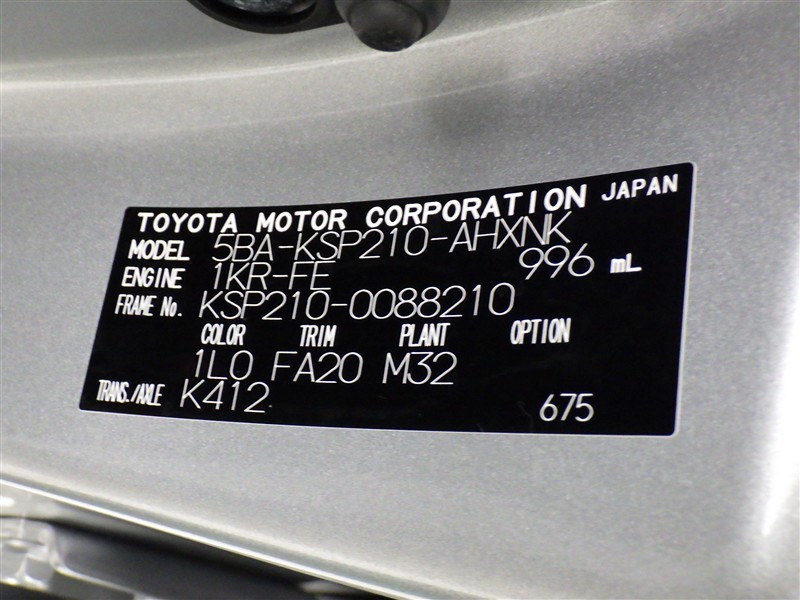 TOYOTA MOTOR CORPORATION JAPAN
MODEL 5BA-KSP210-AHXNK
ENGINE 1KR-FE 996 mL
FRAME No. KSP210-0088210
COLOR TRIM PLANT OPTION
1L0 FA20 M32
TRANS./AXLE K412 675